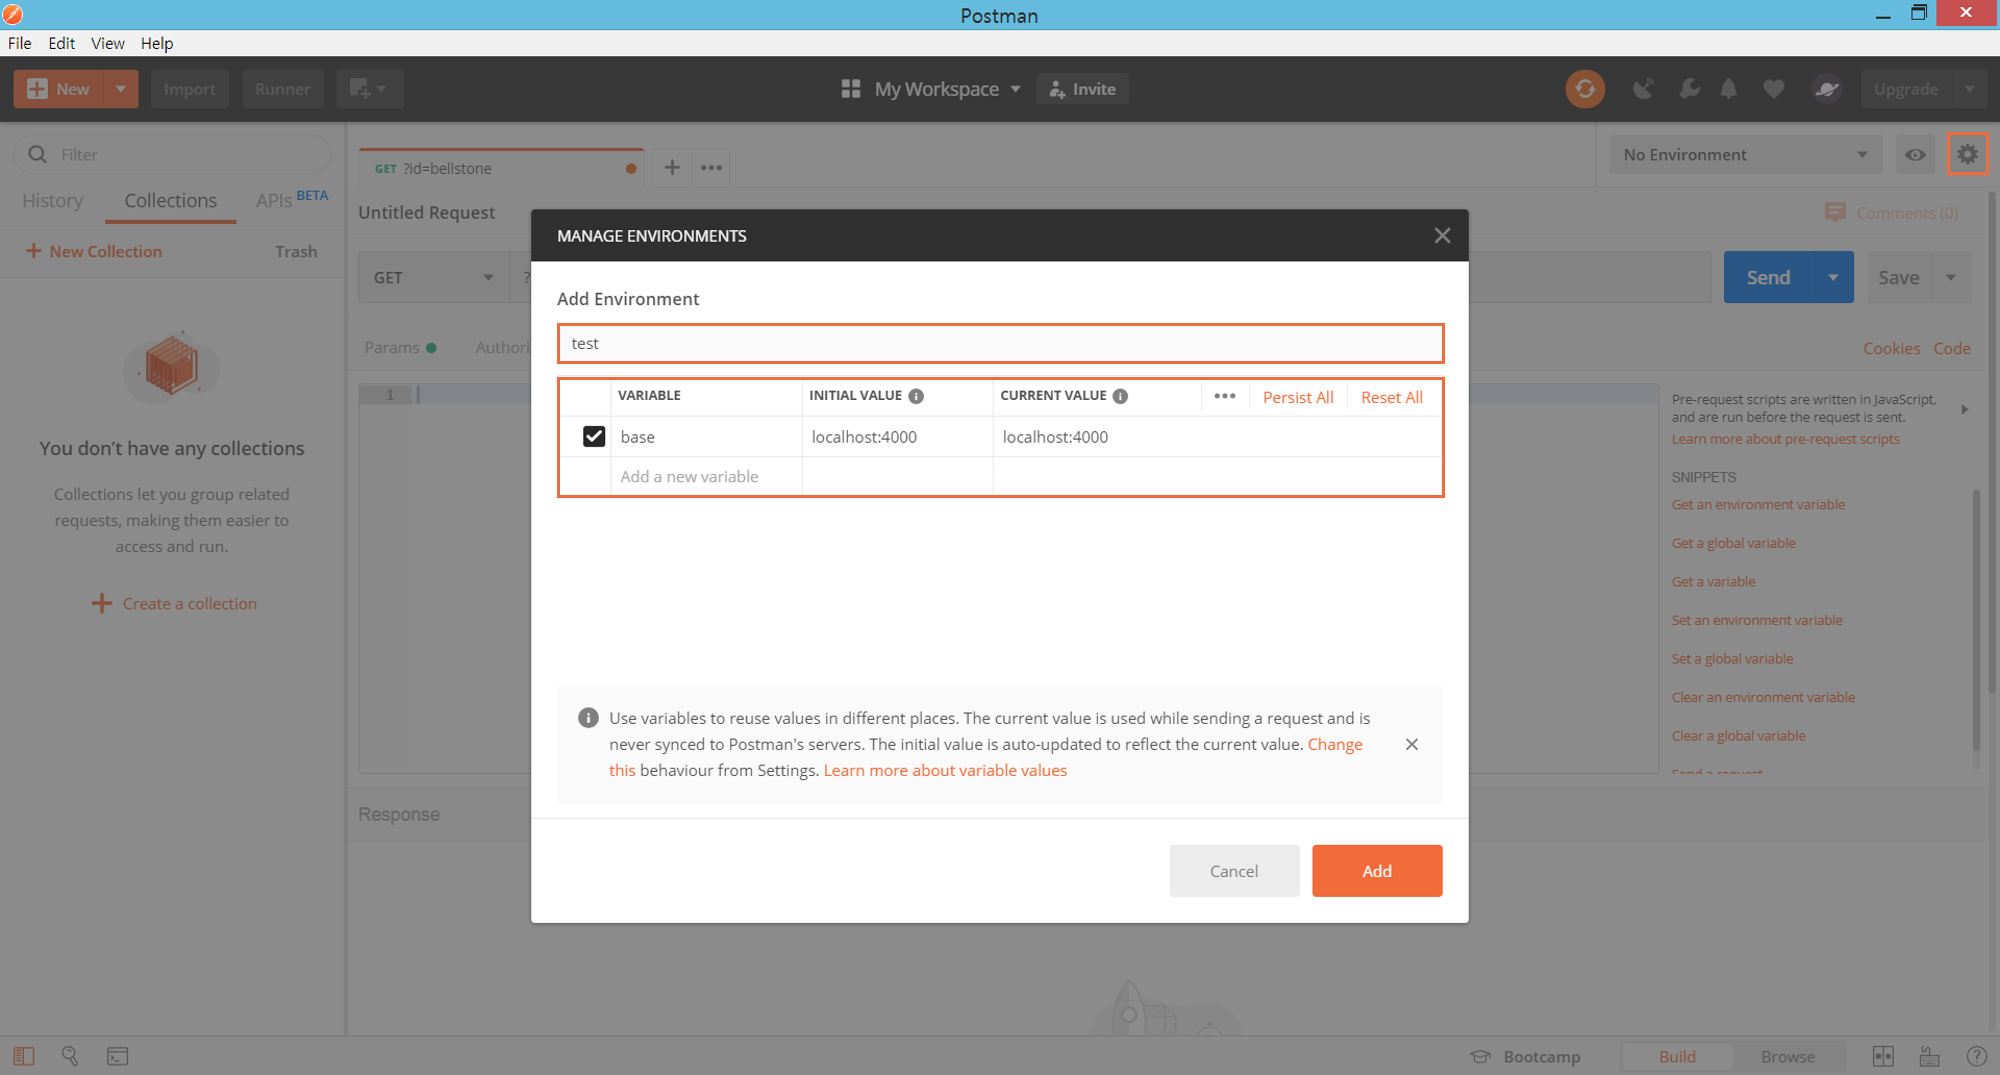 Postman
File Edit View Help
New Import Runner My Workspace Invite Upgrade
Filter
GET ?id=bellstone
No Environment
History Collections APIs BETA
Untitled Request
Comments (0)
New Collection Trash
GET ?
Send Save
Params Authori
Cookies Code
1
You don't have any collections
Collections let you group related
requests, making them easier to
access and run.
Create a collection
MANAGE ENVIRONMENTS
Add Environment
test
VARIABLE INITIAL VALUE CURRENT VALUE Persist All Reset All
base localhost:4000 localhost:4000
Add a new variable
Use variables to reuse values in different places. The current value is used while sending a request and is
never synced to Postman's servers. The initial value is auto-updated to reflect the current value. Change
this behaviour from Settings. Learn more about variable values
Cancel Add
Pre-request scripts are written in JavaScript,
and are run before the request is sent.
Learn more about pre-request scripts
SNIPPETS
Get an environment variable
Get a global variable
Get a variable
Set an environment variable
Set a global variable
Clear an environment variable
Clear a global variable
Send a request
Response
Bootcamp Build Browse